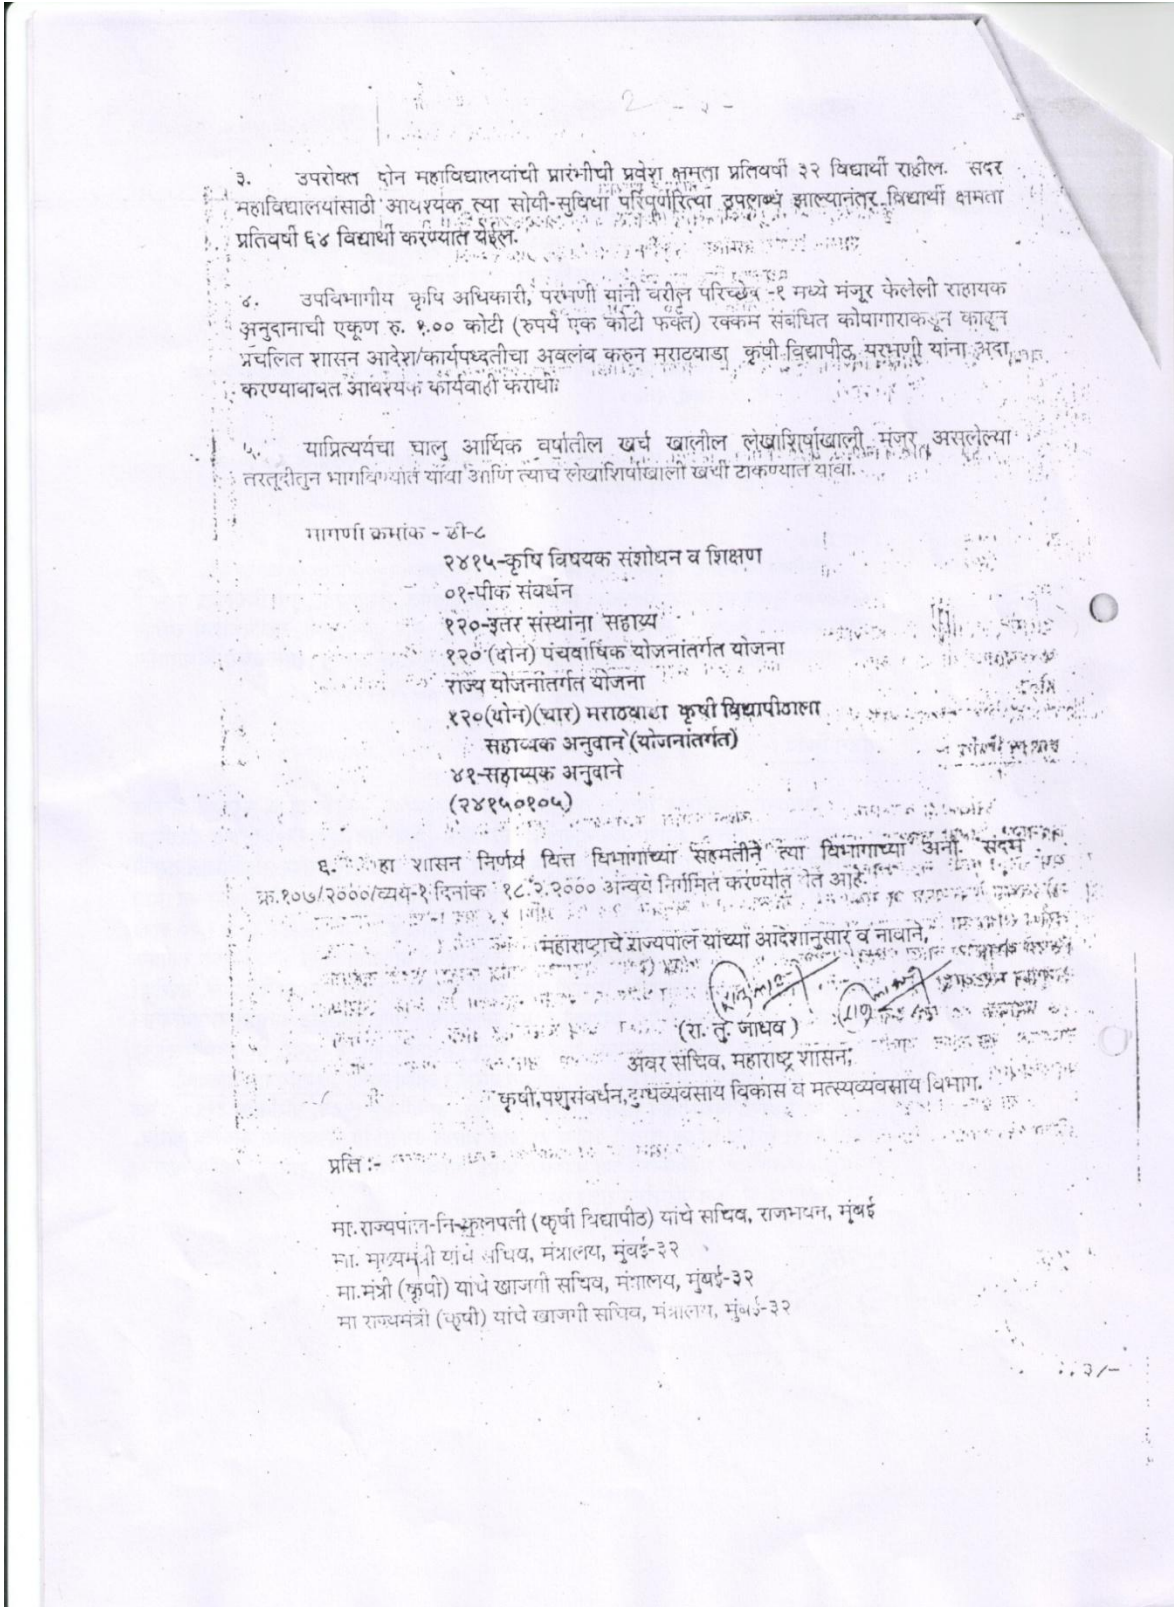 2 - २ -
३. उपरोक्त दोन महाविद्यालयांची प्रारंभीची प्रवेश क्षमता प्रतिवर्षी ३२ विद्यार्थी राहील. सदर
महाविद्यालयांसाठी आवश्यक त्या सोयी-सुविधा परिपूर्णरित्या उपलब्ध झाल्यानंतर विद्यार्थी क्षमता
प्रतिवर्षी ६४ विद्यार्थी करण्यात येईल.
४. उपविभागीय कृषि अधिकारी, परभणी यांनी वरील परिच्छेद -१ मध्ये मंजूर केलेली सहायक
अनुदानाची एकूण रु. १.०० कोटी (रुपये एक कोटी फक्त) रक्कम संबंधित कोषागाराकडून काढून
प्रचलित शासन आदेश/कार्यपध्दतीचा अवलंब करुन मराठवाडा कृषी विद्यापीठ, परभणी यांना अदा
करण्याबाबत आवश्यक कार्यवाही करावी.
५. याप्रित्यर्थचा चालु आर्थिक वर्षातील खर्च खालील लेखाशिर्षाखाली मंजूर असलेल्या
तरतूदीतुन भागविण्यात यावा आणि त्याच लेखाशिर्षाखाली खर्ची टाकण्यात यावा.
मागणी क्रमांक - डी-८
२४१५-कृषि विषयक संशोधन व शिक्षण
०१-पीक संवर्धन
१२०-इतर संस्थांना सहाय्य
१२०(दोन) पंचवार्षिक योजनांतर्गत योजना
राज्य योजनांतर्गत योजना
१२०(दोन)(चार) मराठवाडा कृषी विद्यापीठाला
सहाय्यक अनुदाने (योजनांतर्गत)
४१-सहाय्यक अनुदाने
(२४१५०१०५)
६. हा शासन निर्णय वित्त विभागाच्या सहमतीने त्या विभागाच्या अनौ. संदर्भ
क्र.१०७/२०००/व्यय-१ दिनांक १८.२.२००० अन्वये निर्गमित करण्यात येत आहे.
महाराष्ट्राचे राज्यपाल यांच्या आदेशानुसार व नावाने,
(रा. तु. जाधव )
अवर सचिव, महाराष्ट्र शासन,
कृषी,पशुसंवर्धन,दुग्धव्यवसाय विकास व मत्स्यव्यवसाय विभाग.
प्रति :-
मा.राज्यपाल-नि-कुलपती (कृषी विद्यापीठ) यांचे सचिव, राजभवन, मुंबई
मा. मुख्यमंत्री यांचे सचिव, मंत्रालय, मुंबई-३२
मा.मंत्री (कृषी) यांचे खाजगी सचिव, मंत्रालय, मुंबई-३२
मा राज्यमंत्री (कृषी) यांचे खाजगी सचिव, मंत्रालय, मुंबई-३२
..३/-